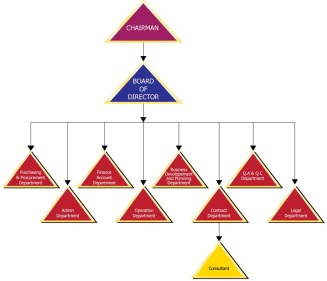 CHAIRMAN
BOARD
OF
DIRECTOR
Purchasing
& Procurement
Department
Finance
Account
Department
Business
Developement
and Planning
Department
Q.A & Q.C
Department
Admin
Department
Operation
Department
Contract
Department
Legal
Department
Consultant